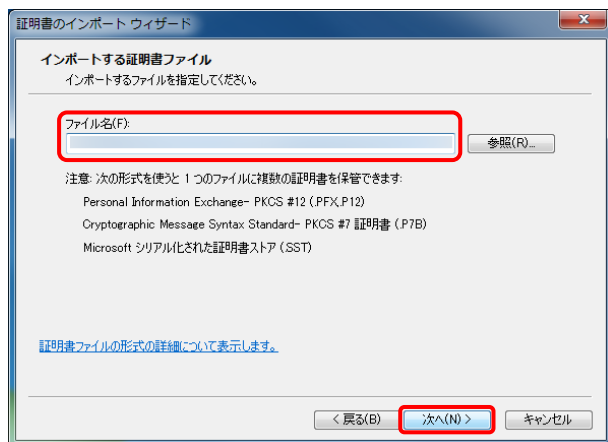 証明書のインポート ウィザード
インポートする証明書ファイル
インポートするファイルを指定してください。
ファイル名(F):
参照(R)...
注意: 次の形式を使うと 1 つのファイルに複数の証明書を保管できます:
Personal Information Exchange- PKCS #12 (.PFX,.P12)
Cryptographic Message Syntax Standard- PKCS #7 証明書 (.P7B)
Microsoft シリアル化された証明書ストア (.SST)
証明書ファイルの形式の詳細について表示します。
< 戻る(B)
次へ(N) >
キャンセル